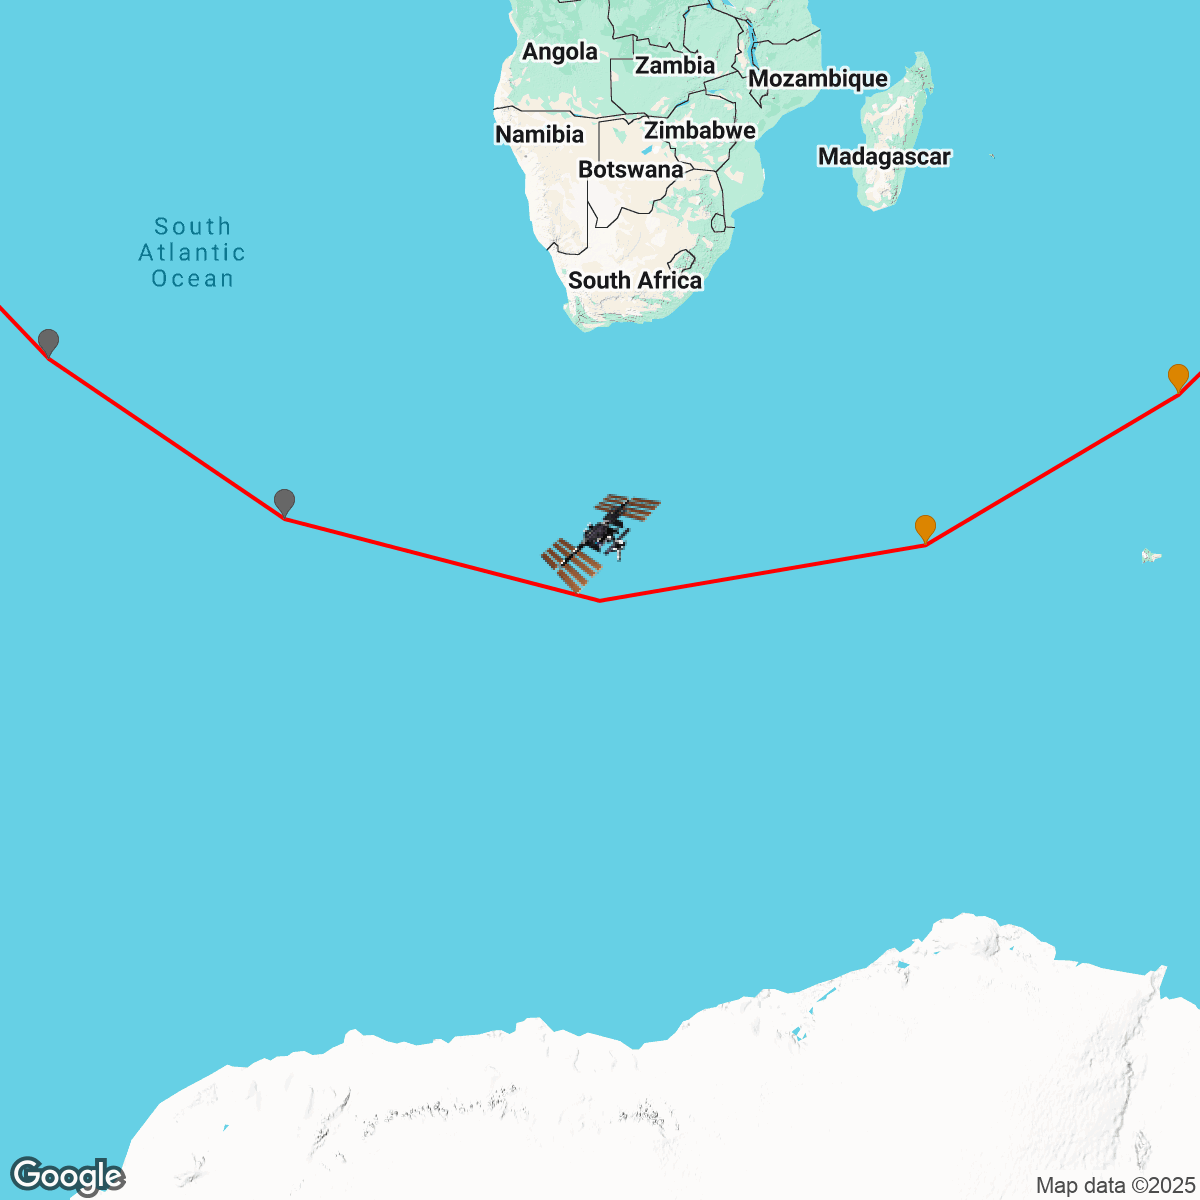 Angola
Zambia
Mozambique
Namibia
Zimbabwe
Botswana
Madagascar
South
Atlantic
Ocean
South Africa
Google
Map data ©2025